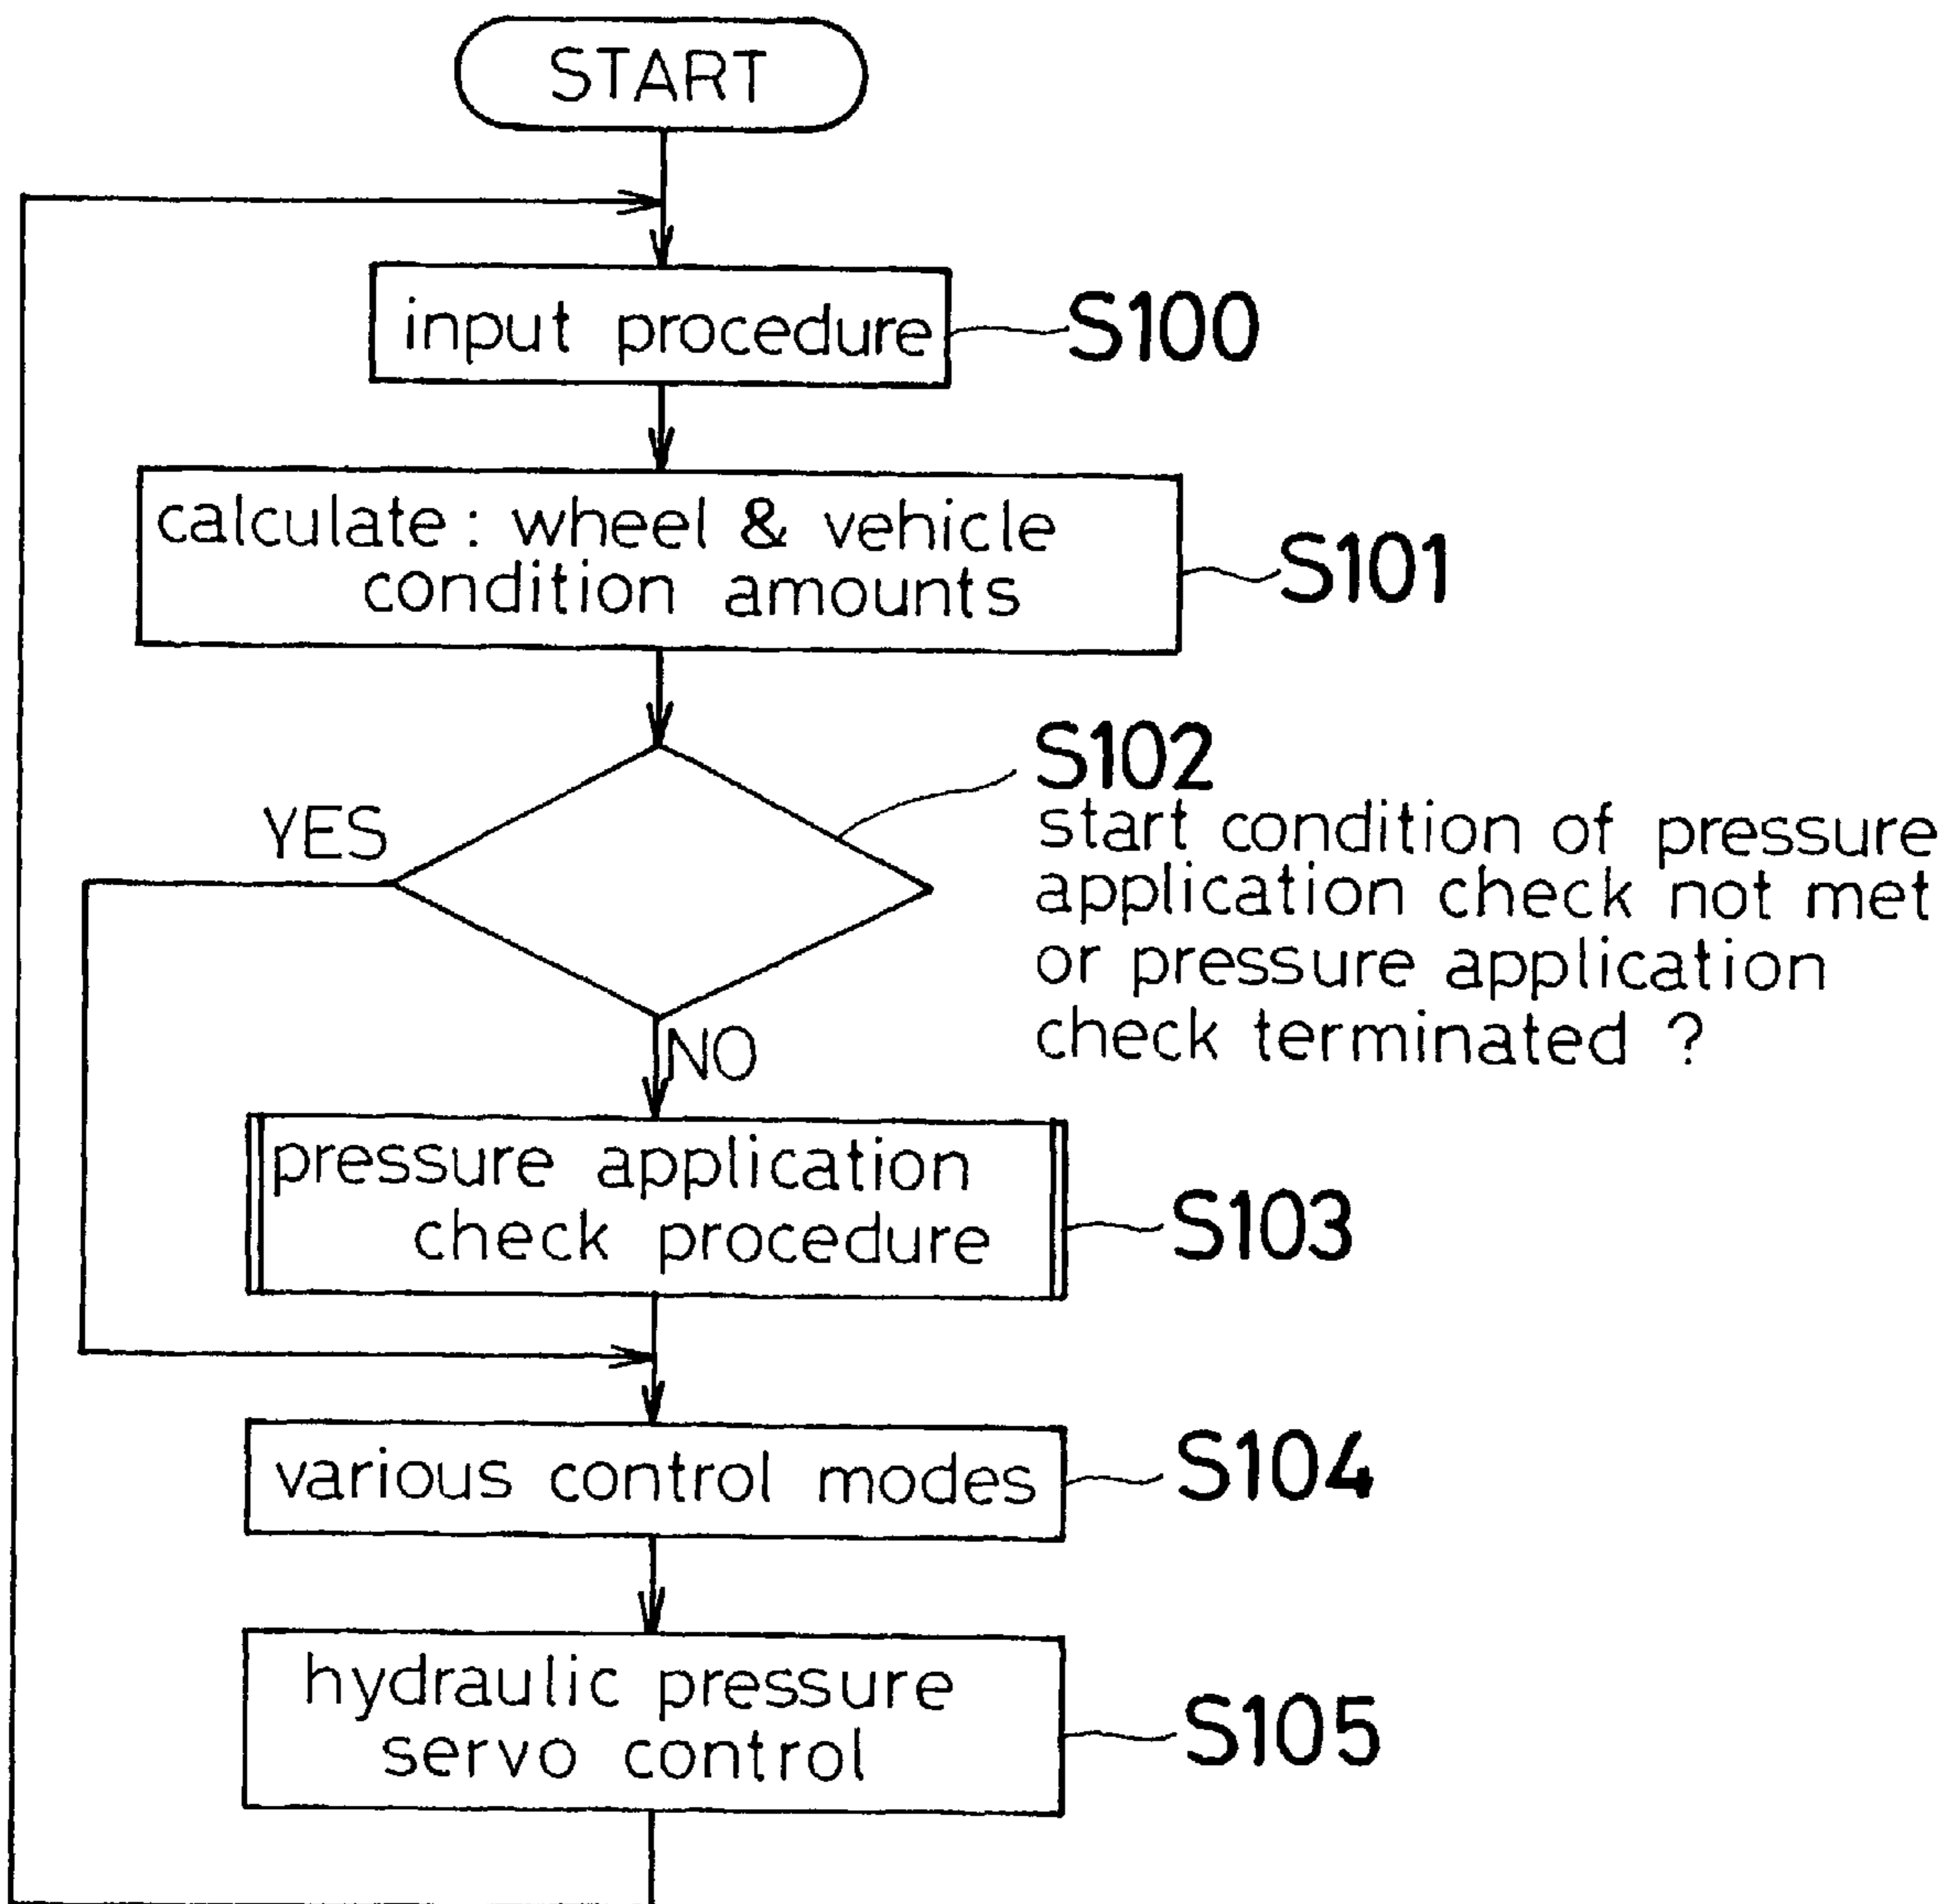 START
input procedure
S100
calculate: wheel & vehicle
condition amounts
S101
S102
start condition of pressure
application check not met
or pressure application
check terminated ?
YES
NO
pressure application
check procedure
S103
various control modes
S104
hydraulic pressure
servo control
S105